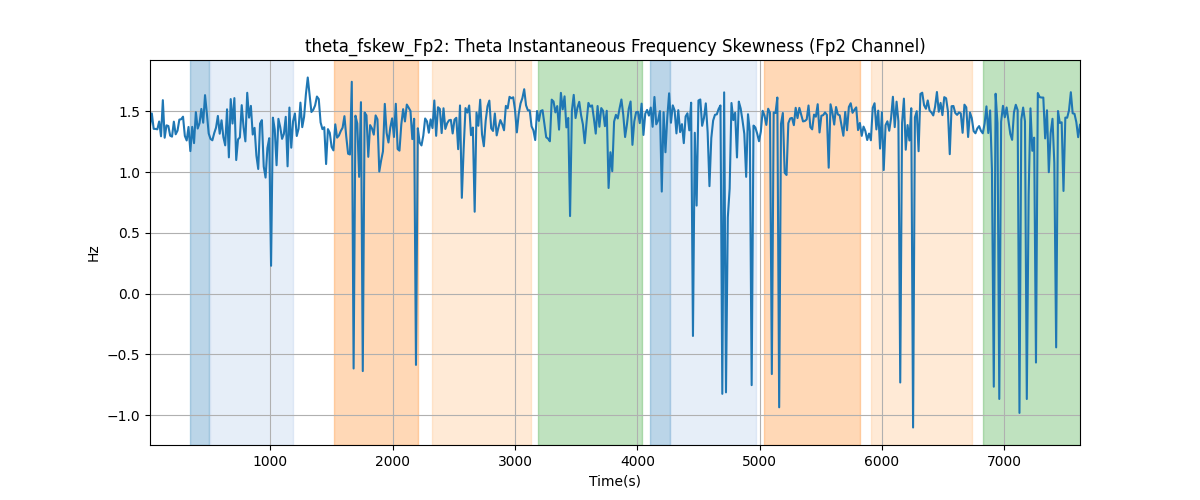 theta_fskew_Fp2: Theta Instantaneous Frequency Skewness (Fp2 Channel)
1.5
1.0
0.5
0.0
−0.5
−1.0
Hz
1000 2000 3000 4000 5000 6000 7000
Time(s)